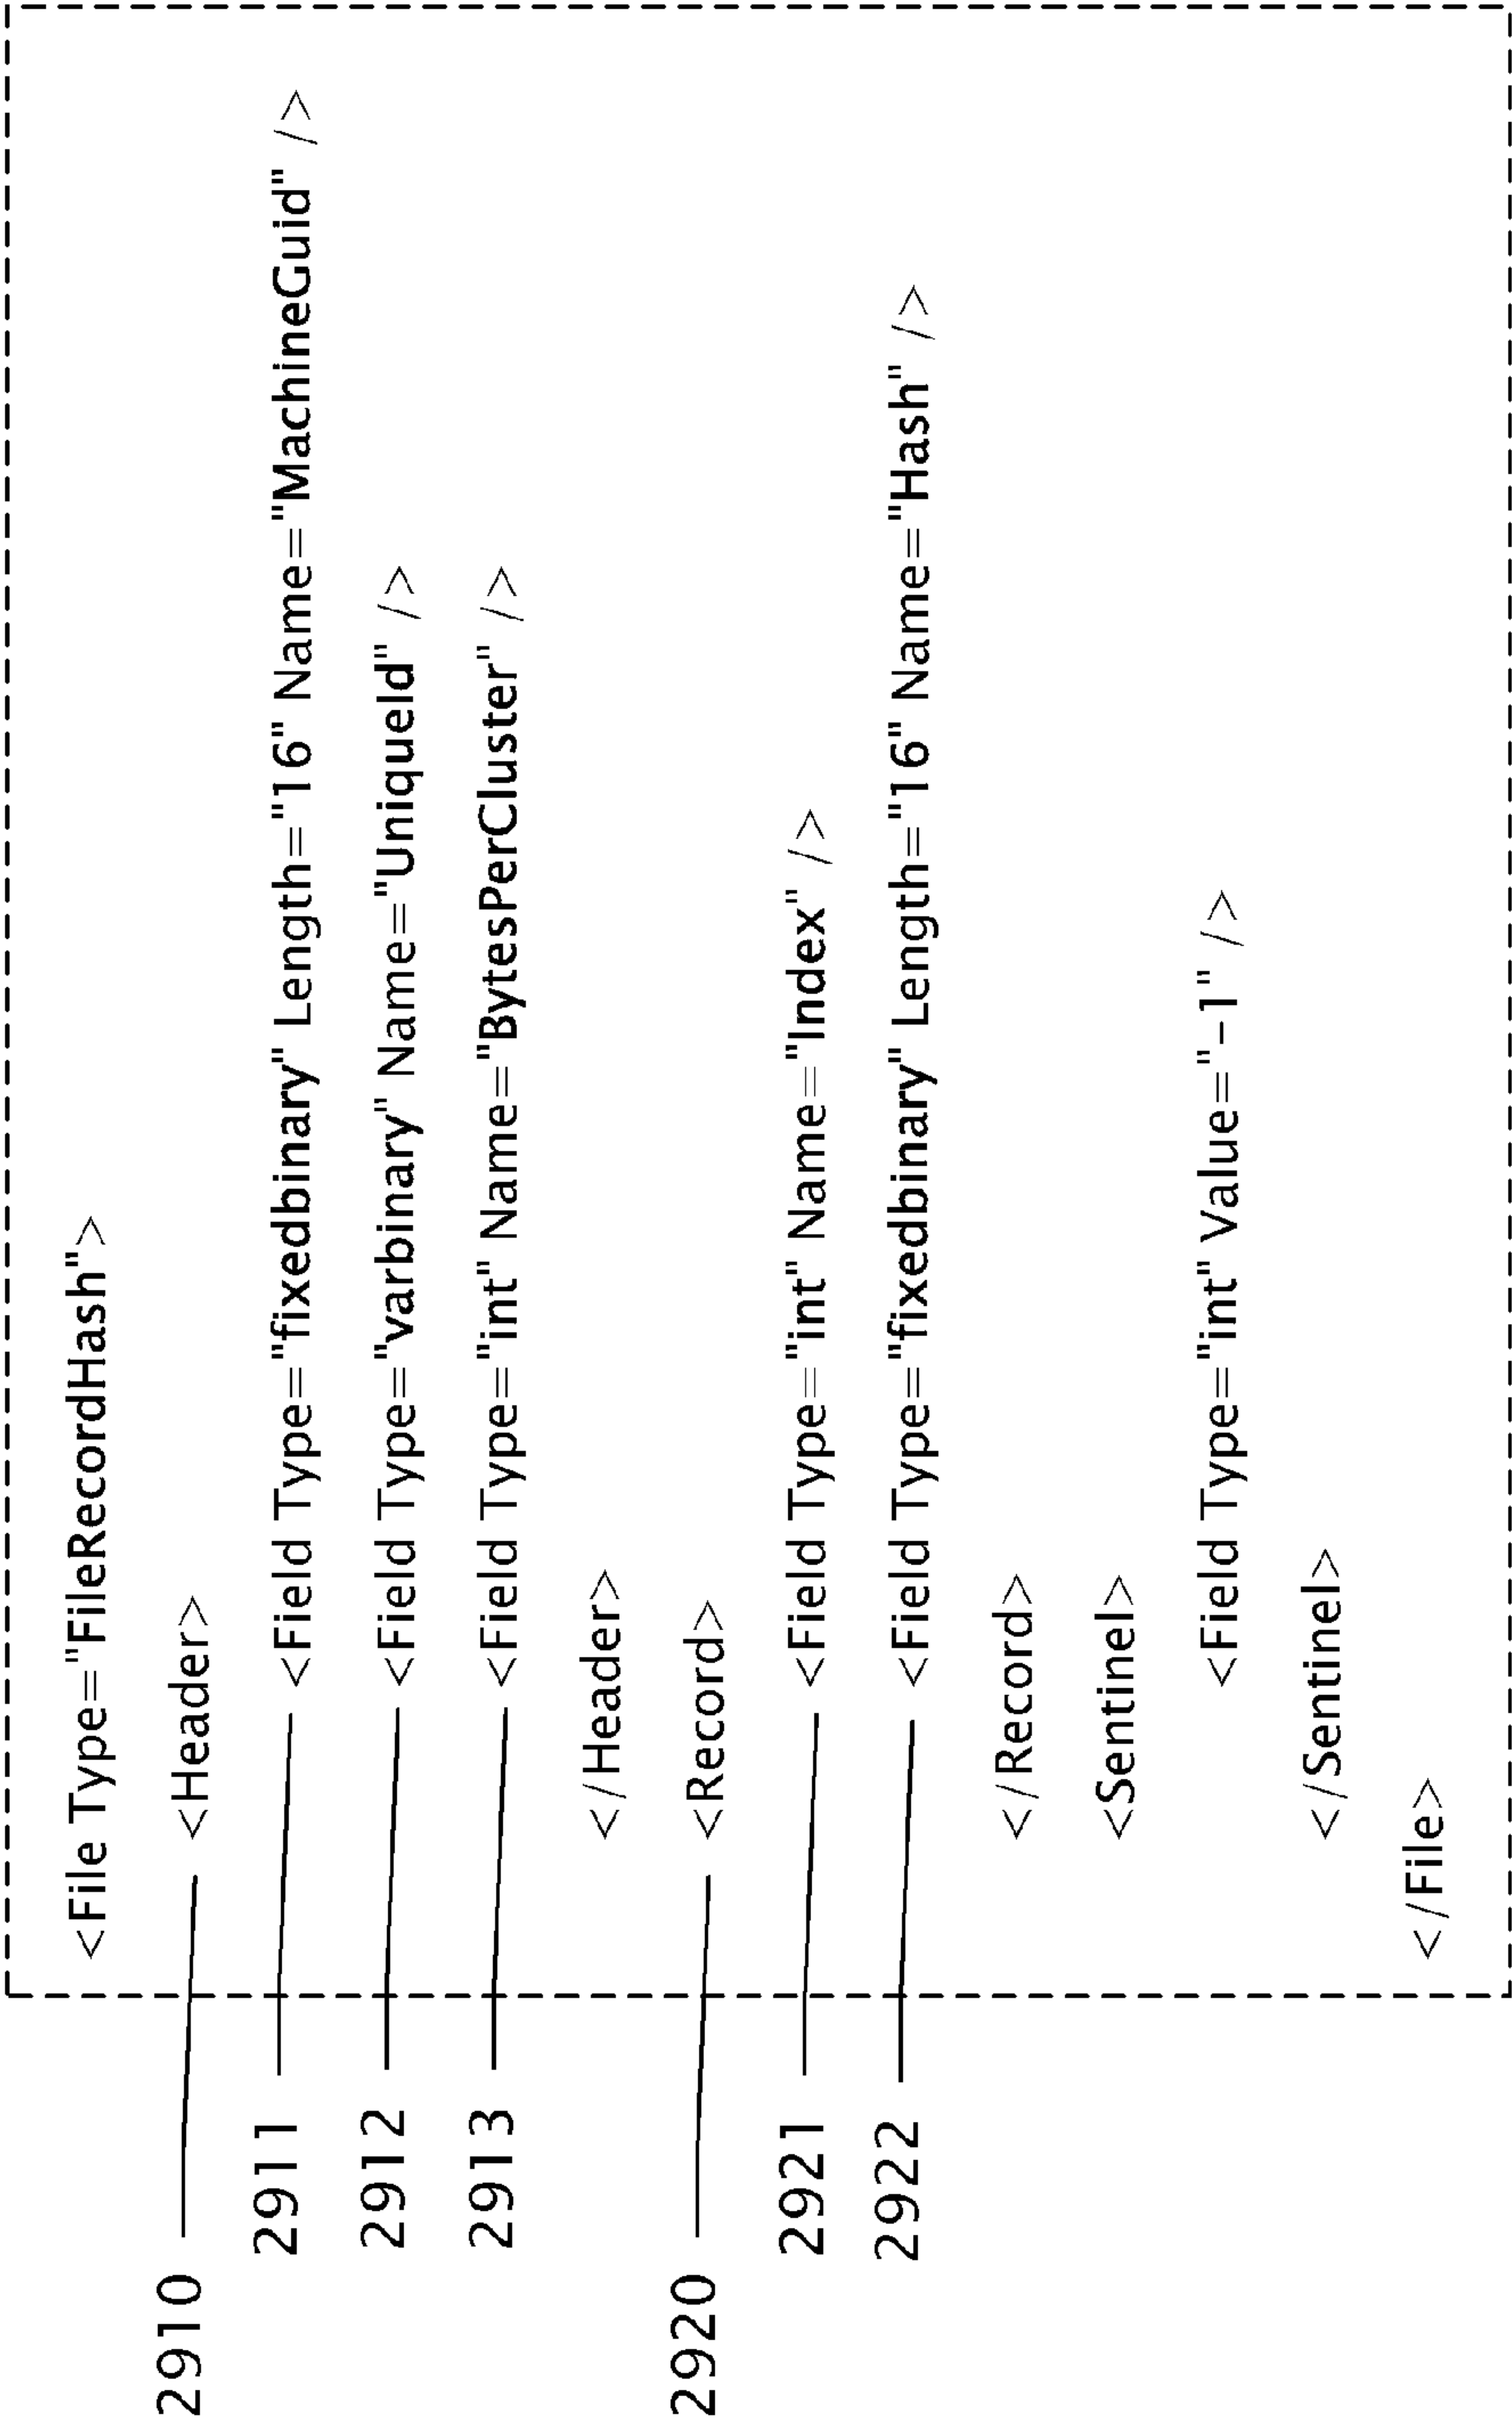 <File Type="FileRecordHash">
2910 <Header>
2911 <Field Type="fixedbinary" Length="16" Name="MachineGuid" />
2912 <Field Type="varbinary" Name="UniqueId" />
2913 <Field Type="int" Name="BytesPerCluster" />
</Header>
2920 <Record>
2921 <Field Type="int" Name="Index" />
2922 <Field Type="fixedbinary" Length="16" Name="Hash" />
</Record>
<Sentinel>
<Field Type="int" Value="-1" />
</Sentinel>
</File>